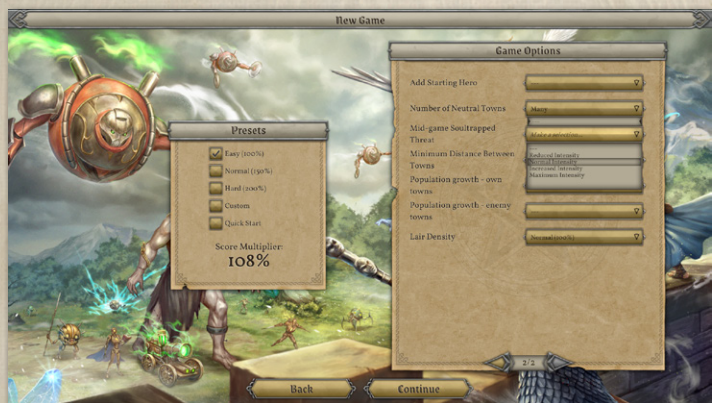 New Game
Presets
Easy (100%)
Normal (150%)
Hard (200%)
Custom
Quick Start
Score Multiplier:
108%
Game Options
Add Starting Hero
Number of Neutral Towns
Many
Mid-game Soultrapped
Threat
Make a selection...
Minimum Distance Between
Towns
Reduced Intensity
Normal Intensity
Increased Intensity
Maximum Intensity
Population growth - own
towns
Population growth - enemy
towns
Lair Density
Normal (100%)
2/2
Back
Continue